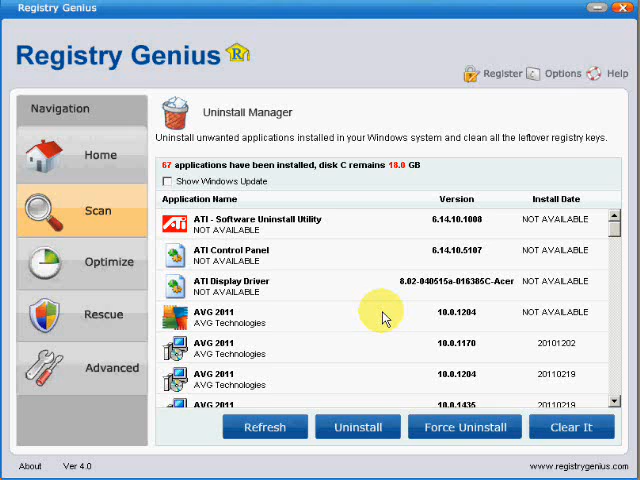 Registry Genius
Registry Genius R
Register Options Help
Navigation
Home
Scan
Optimize
Rescue
Advanced
Uninstall Manager
Uninstall unwanted applications installed in your Windows system and clean all the leftover registry keys.
67 applications have been installed, disk C remains 18.0 GB
Show Windows Update
Application Name Version Install Date
ATI ATI - Software Uninstall Utility 6.14.10.1008 NOT AVAILABLE
NOT AVAILABLE
ATI Control Panel 6.14.10.5107 NOT AVAILABLE
NOT AVAILABLE
ATI Display Driver 8.02-040515a-016385C-Acer NOT AVAILABLE
NOT AVAILABLE
AVG 2011 10.0.1204 NOT AVAILABLE
AVG Technologies
AVG 2011 10.0.1170 20101202
AVG Technologies
AVG 2011 10.0.1204 20110219
AVG Technologies
AVG 2011 10.0.1435 20110219
Refresh Uninstall Force Uninstall Clear It
About Ver 4.0 www.registrygenius.com